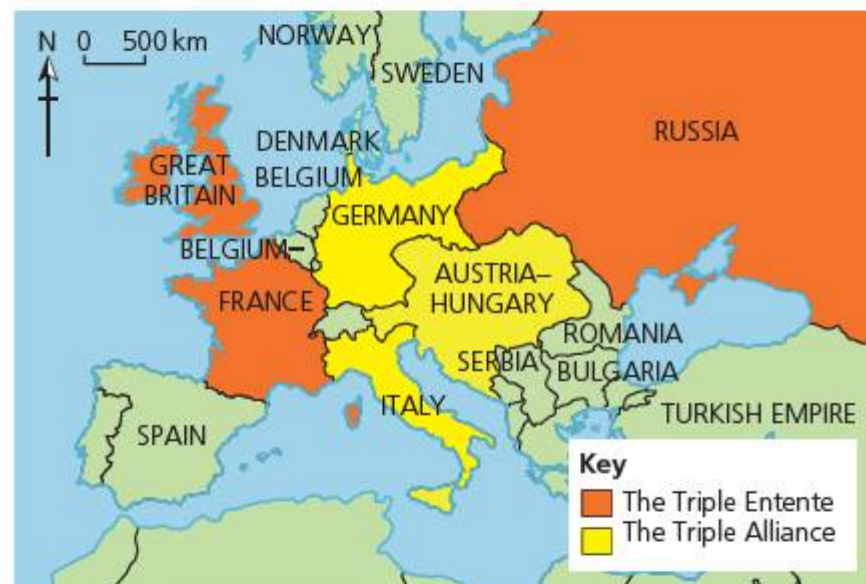 N 0 500 km
NORWAY
SWEDEN
RUSSIA
DENMARK
GREAT
BRITAIN
BELGIUM
GERMANY
BELGIUM–
AUSTRIA–
HUNGARY
FRANCE
ROMANIA
SERBIA
BULGARIA
ITALY
TURKISH EMPIRE
SPAIN
Key
The Triple Entente
The Triple Alliance